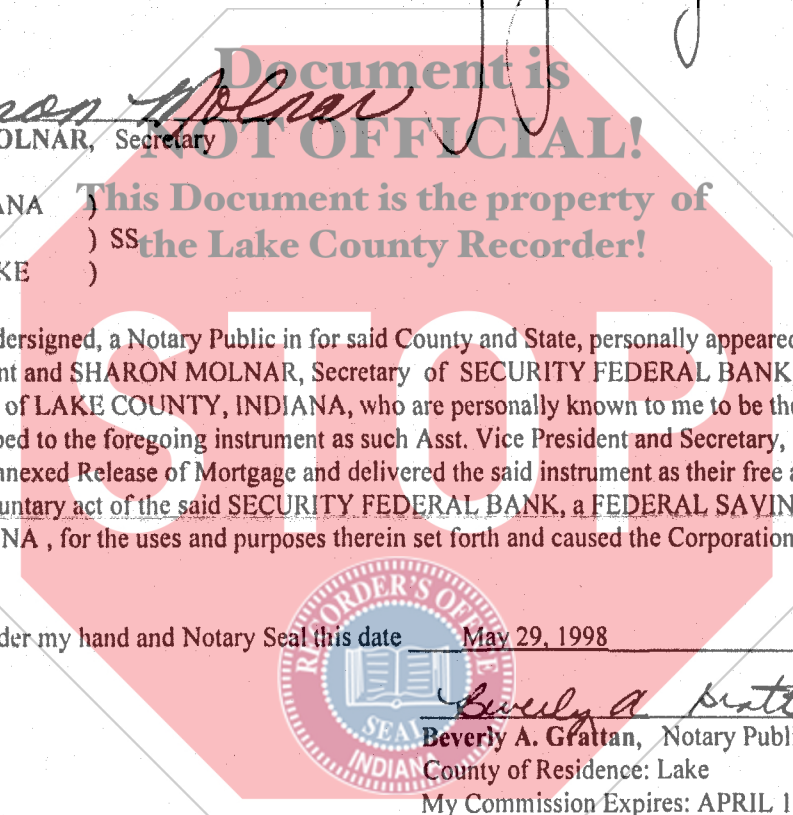 Document is
Molnar
OLNAR, Secretary
NOT OFFICIAL!
ANA )
This Document is the property of
) SS
the Lake County Recorder!
KE )
STOP
dersigned, a Notary Public in for said County and State, personally appeared
nt and SHARON MOLNAR, Secretary of SECURITY FEDERAL BANK
of LAKE COUNTY, INDIANA, who are personally known to me to be the
bed to the foregoing instrument as such Asst. Vice President and Secretary,
nnexed Release of Mortgage and delivered the said instrument as their free a
untary act of the said SECURITY FEDERAL BANK, a FEDERAL SAVIN
NA , for the uses and purposes therein set forth and caused the Corporation
RECORDER'S OFFICE
SEAL
INDIANA
der my hand and Notary Seal this date May 29, 1998
Beverly A Gratt
Beverly A. Grattan, Notary Publi
County of Residence: Lake
My Commission Expires: APRIL 1